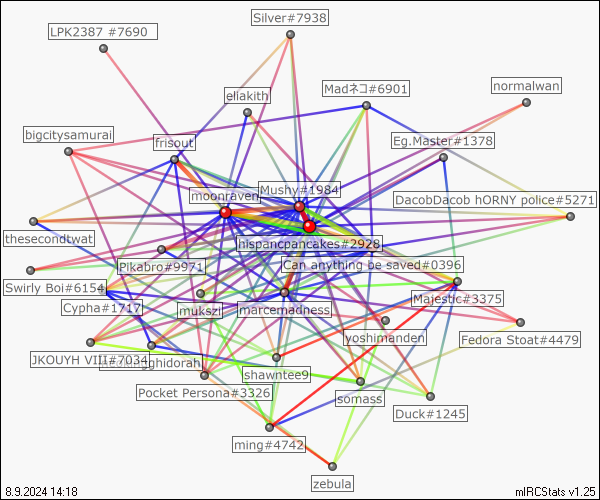 Silver#7938
LPK2387 #7690
normalwan
Madネコ#6901
eliakith
bigcitysamurai
frisout
Eg.Master#1378
Mushy#1984
moonraven
DacobDacob hORNY police#5271
thesecondtwat
hispancpancakes#2928
Pikabro#9971
Can anything be saved#0396
Swirly Boi#6154
Majestic#3375
Cypha#1717
mukszi
marcemadness
yoshimanden
Fedora Stoat#4479
JKOUYH VIII#7034
ghidorah
shawntee9
Pocket Persona#3326
somass
Duck#1245
ming#4742
zebula
8.9.2024 14:18
mIRCStats v1.25